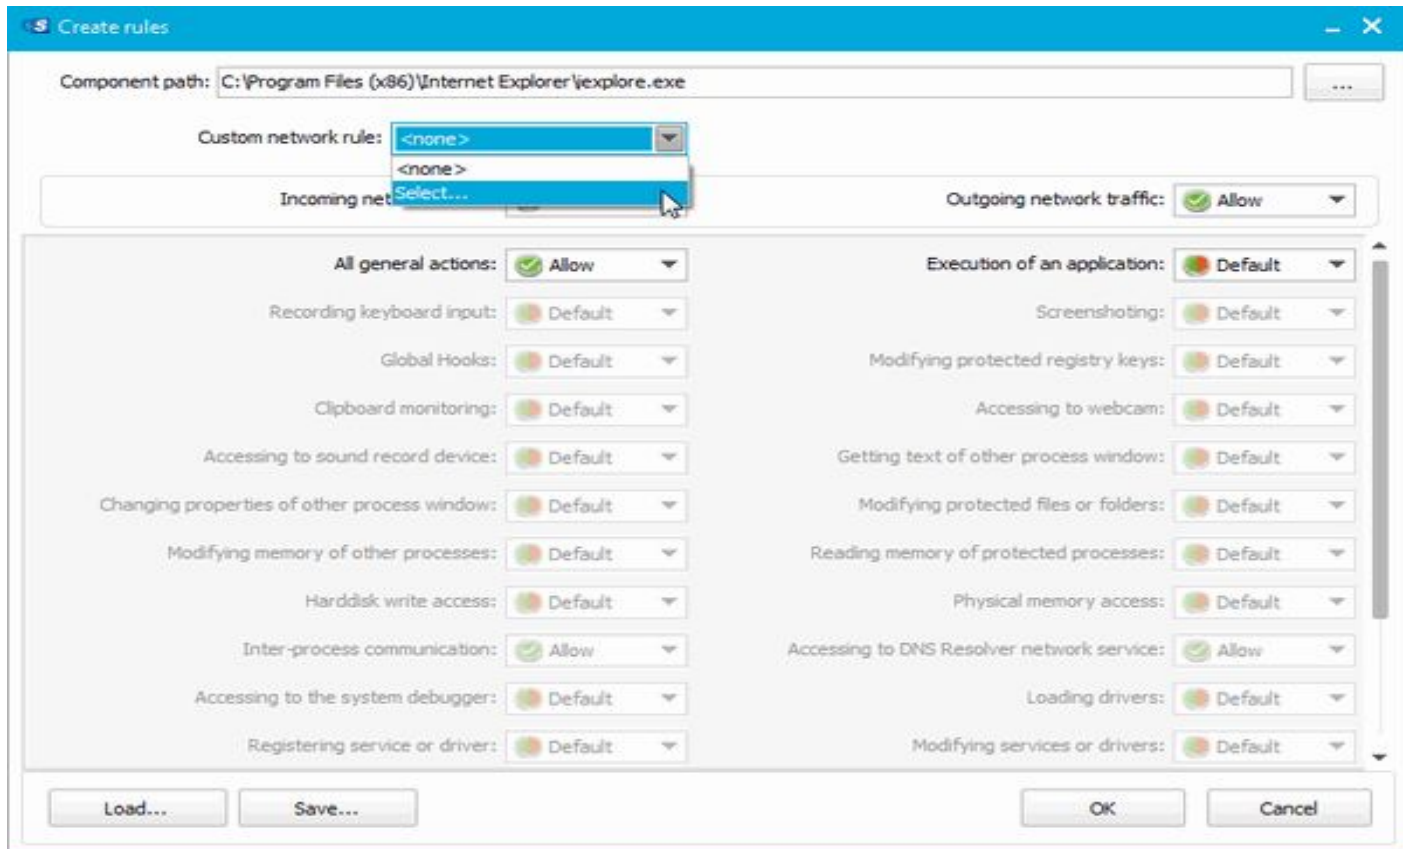 Create rules
Component path: C:\Program Files (x86)\Internet Explorer\iexplore.exe ...
Custom network rule: <none>
<none>
Select...
Incoming net
Outgoing network traffic: Allow
All general actions: Allow Execution of an application: Default
Recording keyboard input: Default Screenshoting: Default
Global Hooks: Default Modifying protected registry keys: Default
Clipboard monitoring: Default Accessing to webcam: Default
Accessing to sound record device: Default Getting text of other process window: Default
Changing properties of other process window: Default Modifying protected files or folders: Default
Modifying memory of other processes: Default Reading memory of protected processes: Default
Harddisk write access: Default Physical memory access: Default
Inter-process communication: Allow Accessing to DNS Resolver network service: Allow
Accessing to the system debugger: Default Loading drivers: Default
Registering service or driver: Default Modifying services or drivers: Default
Load... Save... OK Cancel